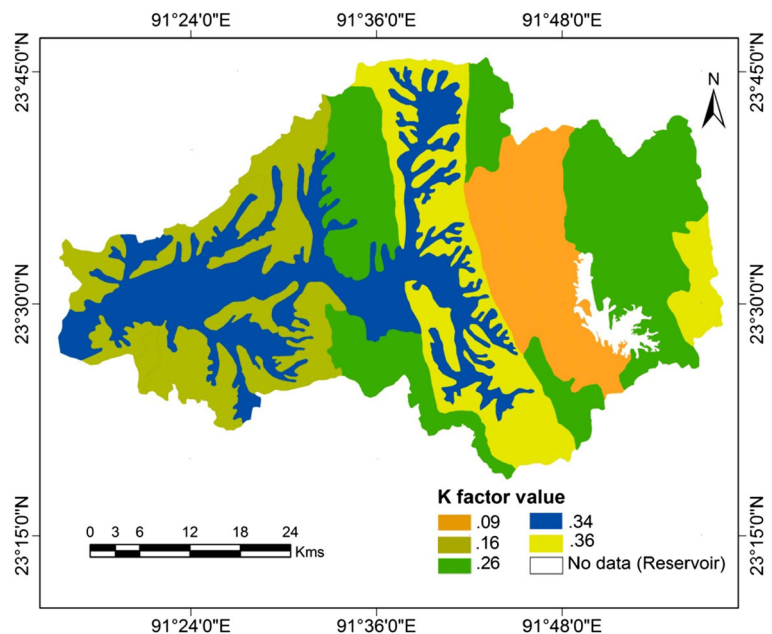 91°24'0"E 91°36'0"E 91°48'0"E
23°45'0"N 23°45'0"N
N
23°30'0"N 23°30'0"N
K factor value
.09 .34
.16 .36
.26 No data (Reservoir)
0 3 6 12 18 24
Kms
23°15'0"N 23°15'0"N
91°24'0"E 91°36'0"E 91°48'0"E